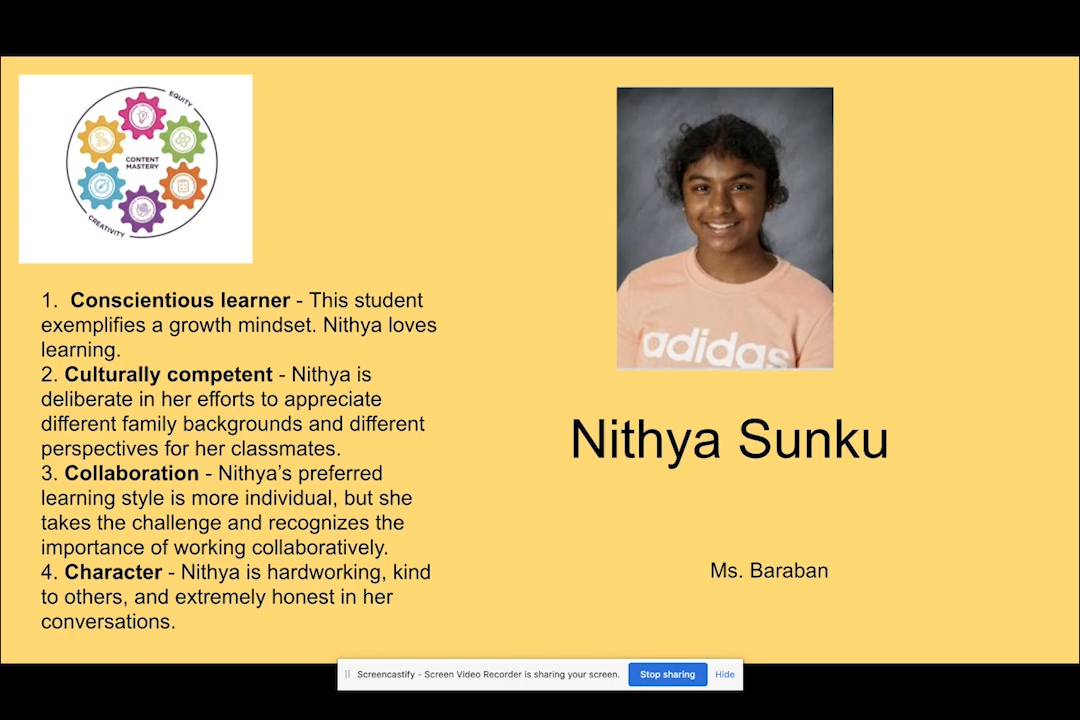 EQUITY
CONTENT
MASTERY
CREATIVITY
1. Conscientious learner - This student
exemplifies a growth mindset. Nithya loves
learning.
2. Culturally competent - Nithya is
deliberate in her efforts to appreciate
different family backgrounds and different
perspectives for her classmates.
3. Collaboration - Nithya's preferred
learning style is more individual, but she
takes the challenge and recognizes the
importance of working collaboratively.
4. Character - Nithya is hardworking, kind
to others, and extremely honest in her
conversations.
adidas
Nithya Sunku
Ms. Baraban
Screencastify - Screen Video Recorder is sharing your screen.
Stop sharing
Hide